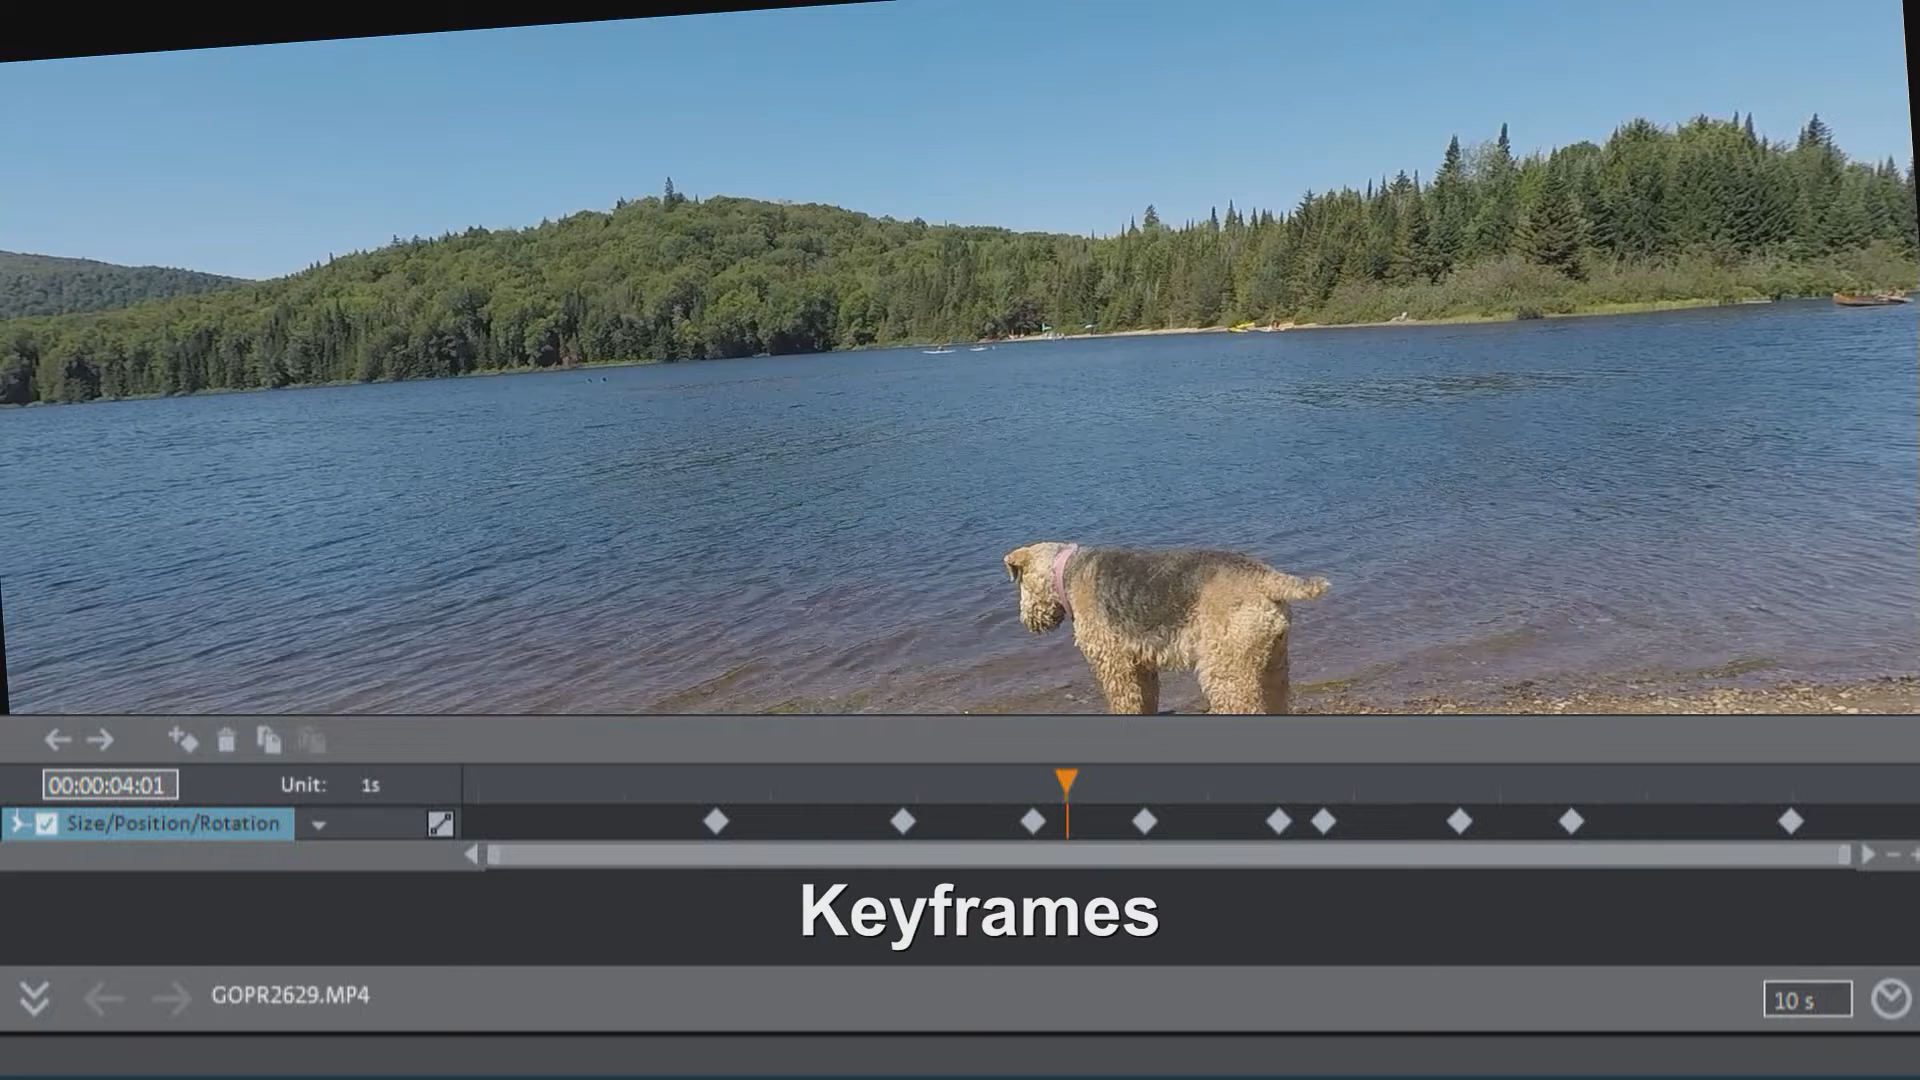 00:00:04:01 Unit: 1s
Size/Position/Rotation
Keyframes
GOPR2629.MP4 10 s